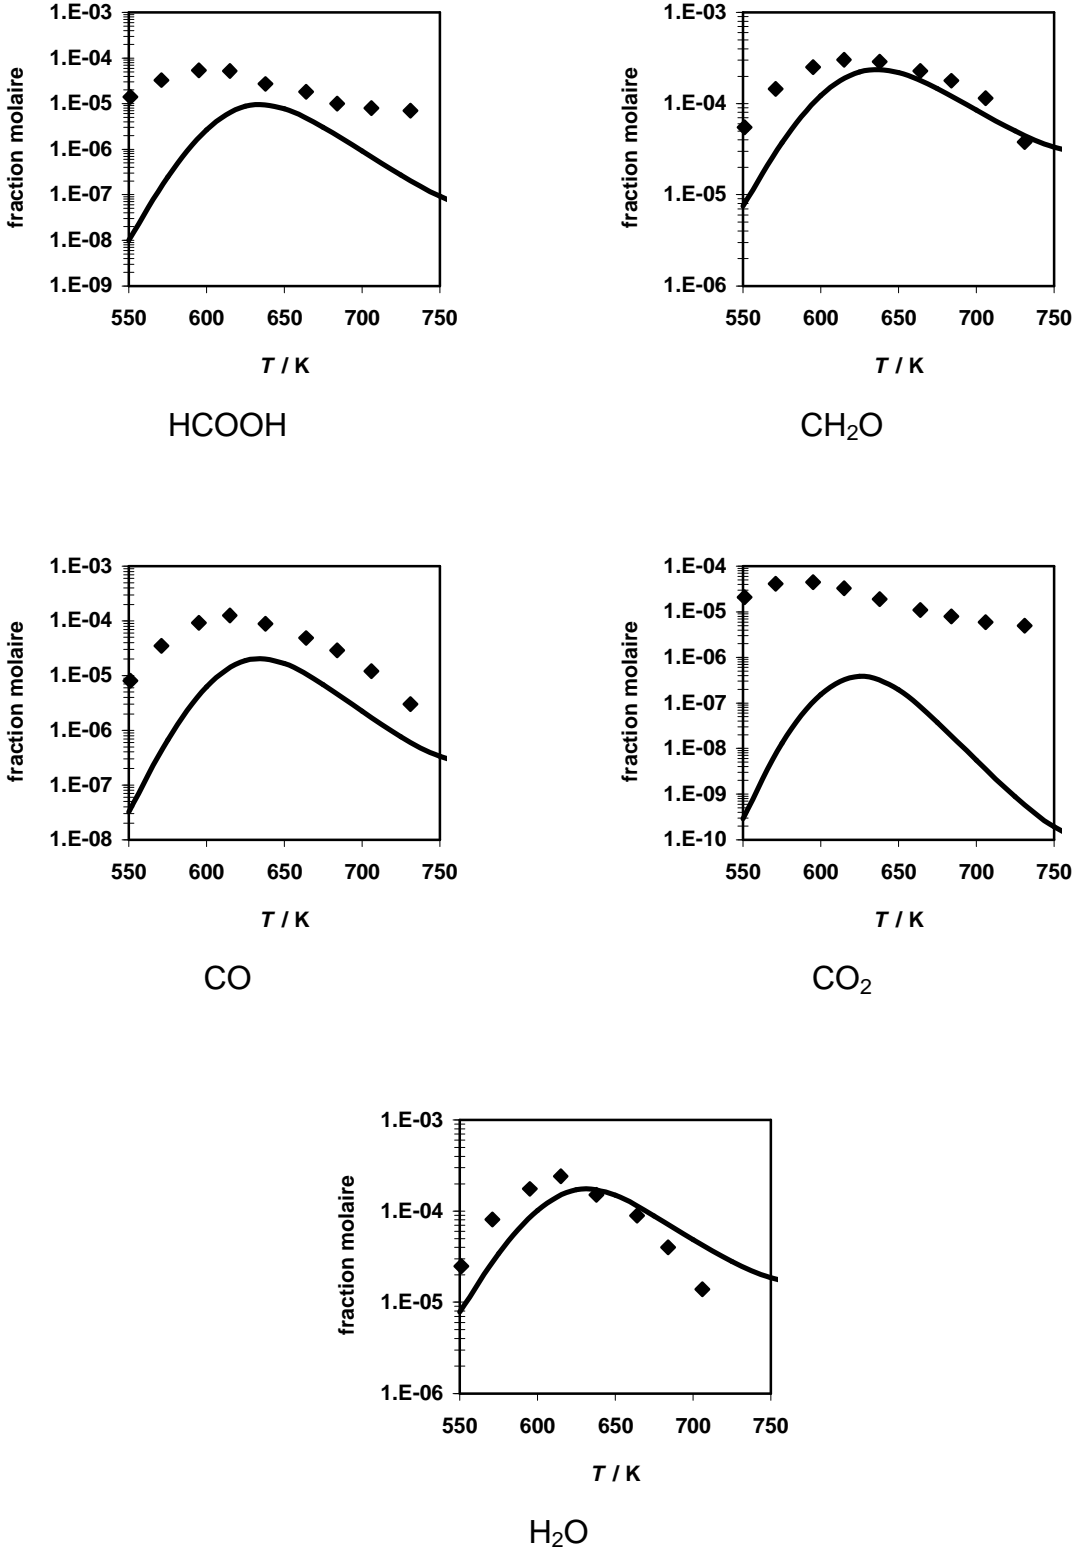 1.E-03
1.E-04
1.E-05
1.E-06
1.E-07
1.E-08
1.E-09
fraction molaire
550 600 650 700 750
T / K
HCOOH
1.E-03
1.E-04
1.E-05
1.E-06
fraction molaire
550 600 650 700 750
T / K
CH₂O
1.E-03
1.E-04
1.E-05
1.E-06
1.E-07
1.E-08
fraction molaire
550 600 650 700 750
T / K
CO
1.E-04
1.E-05
1.E-06
1.E-07
1.E-08
1.E-09
1.E-10
fraction molaire
550 600 650 700 750
T / K
CO₂
1.E-03
1.E-04
1.E-05
1.E-06
fraction molaire
550 600 650 700 750
T / K
H₂O